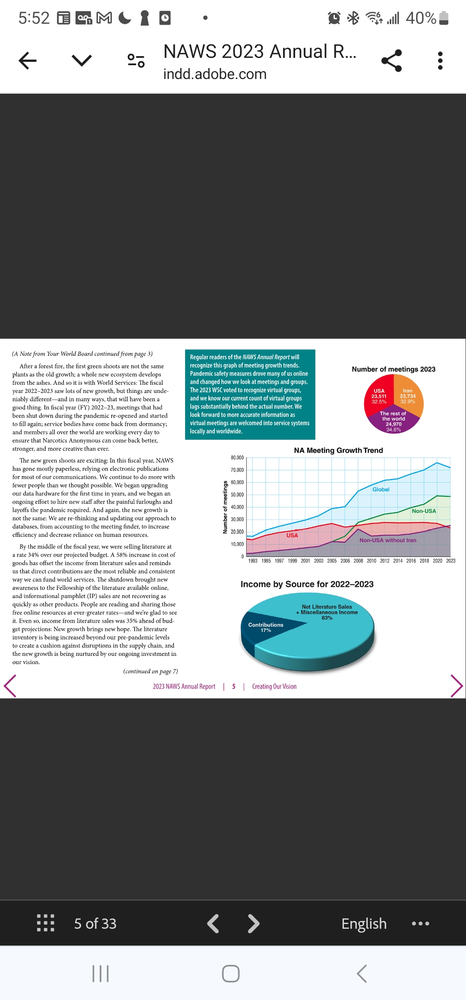 5:52
40%
NAWS 2023 Annual R...
indd.adobe.com
(A Note from Your World Board continued from page 3)
After a forest fire, the first green shoots are not the same
plants as the old growth; a whole new ecosystem develops
from the ashes. And so it is with World Services: The fiscal
year 2022–2023 saw lots of new growth, but things are unde-
niably different—and in many ways, that will have been a
good thing. In fiscal year (FY) 2022–23, meetings that had
been shut down during the pandemic re-opened and started
to fill again; service bodies have come back from dormancy;
and members all over the world are working every day to
ensure that Narcotics Anonymous can come back better,
stronger, and more creative than ever.
The new green shoots are exciting: In this fiscal year, NAWS
has gone mostly paperless, relying on electronic publications
for most of our communications. We continue to do more with
fewer people than we thought possible. We began upgrading
our data hardware for the first time in years, and we began an
ongoing effort to hire new staff after the painful furloughs and
layoffs the pandemic required. And again, the new growth is
not the same: We are re-thinking and updating our approach to
databases, from accounting to the meeting finder, to increase
efficiency and decrease reliance on human resources.
By the middle of the fiscal year, we were selling literature at
a rate 34% over our projected budget. A 58% increase in cost of
goods has offset the income from literature sales and reminds
us that direct contributions are the most reliable and consistent
way we can fund world services. The shutdown brought new
awareness to the Fellowship of the literature available online,
and informational pamphlet (IP) sales are not recovering as
quickly as other products. People are reading and sharing those
free online resources at ever-greater rates—and we're glad to see
it. Even so, income from literature sales was 35% ahead of bud-
get projections: New growth brings new hope. The literature
inventory is being increased beyond our pre-pandemic levels
to create a cushion against disruptions in the supply chain, and
the new growth is being nurtured by our ongoing investment in
our vision.
(continued on page 7)
Regular readers of the NAWS Annual Report will
recognize this graph of meeting growth trends.
Pandemic safety measures drove many of us online
and changed how we look at meetings and groups.
The 2023 WSC voted to recognize virtual groups,
and we know our current count of virtual groups
lags substantially behind the actual number. We
look forward to more accurate information as
virtual meetings are welcomed into service systems
locally and worldwide.
Number of meetings 2023
USA
23,511
32.5%
Iran
23,734
32.9%
The rest of
the world
24,970
34.6%
NA Meeting Growth Trend
Number of meetings
80,000
70,000
60,000
50,000
40,000
30,000
20,000
10,000
0
Global
Non-USA
USA
Non-USA without Iran
1993 1995 1997 1999 2001 2003 2005 2006 2008 2010 2012 2014 2016 2018 2020 2023
Income by Source for 2022–2023
Net Literature Sales
+ Miscellaneous Income
83%
Contributions
17%
2023 NAWS Annual Report | 5 | Creating Our Vision
5 of 33
English